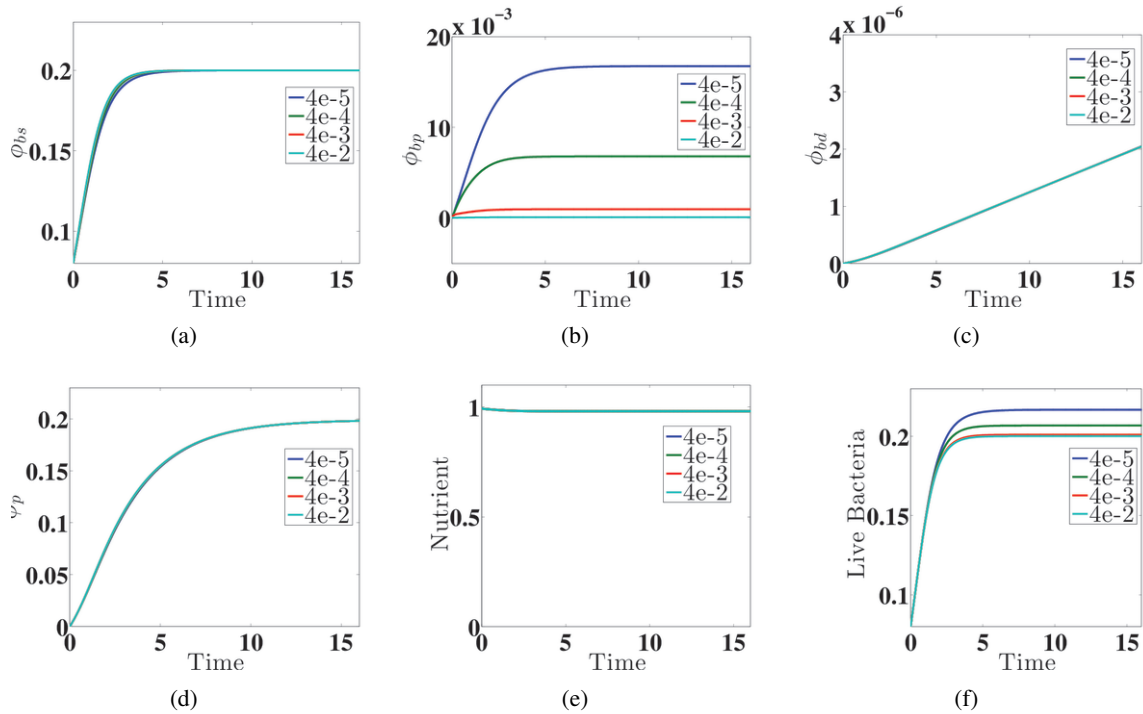 0.2
0.15
0.1
0 5 10 15
Time
ϕbs
4e-5
4e-4
4e-3
4e-2
(a)
x 10^-3
20
10
0
0 5 10 15
Time
ϕbp
4e-5
4e-4
4e-3
4e-2
(b)
x 10^-6
4
3
2
1
0
0 5 10 15
Time
ϕbd
4e-5
4e-4
4e-3
4e-2
(c)
0.2
0.15
0.1
0.05
0
0 5 10 15
Time
4e-5
4e-4
4e-3
4e-2
(d)
1
0.5
0
0 5 10 15
Time
Nutrient
4e-5
4e-4
4e-3
4e-2
(e)
0.2
0.15
0.1
0 5 10 15
Time
Live Bacteria
4e-5
4e-4
4e-3
4e-2
(f)